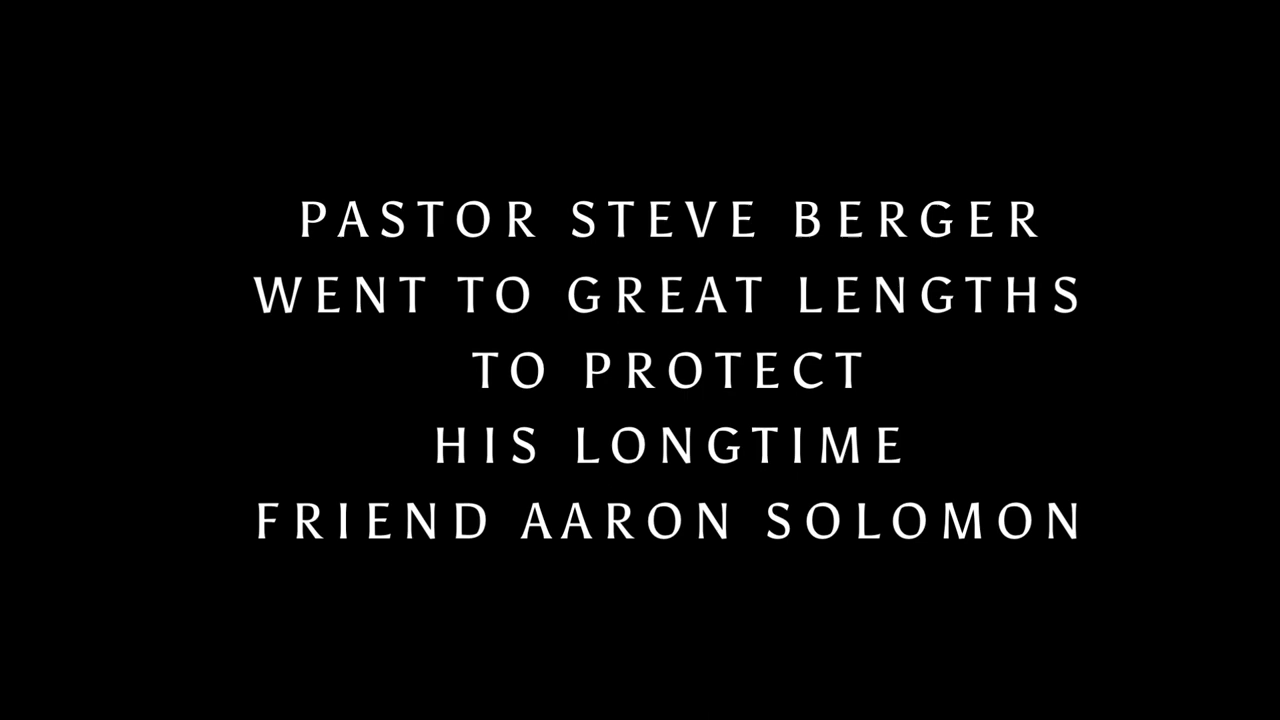 PASTOR STEVE BERGER
WENT TO GREAT LENGTHS
TO PROTECT
HIS LONGTIME
FRIEND AARON SOLOMON